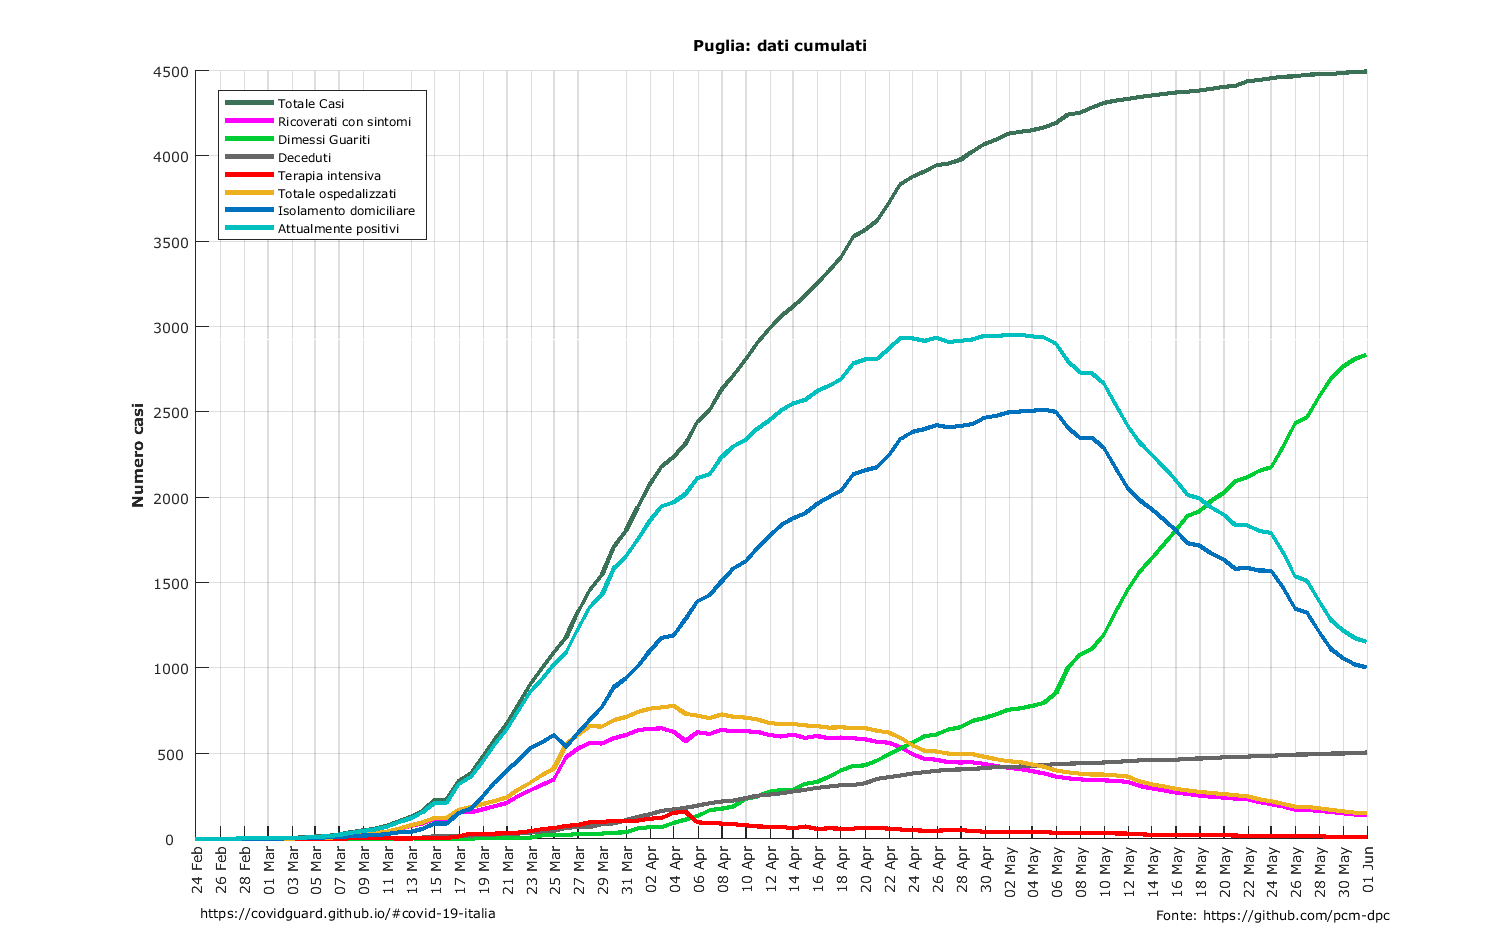 Puglia: dati cumulati
Numero casi
4500
4000
3500
3000
2500
2000
1500
1000
500
0
Totale Casi
Ricoverati con sintomi
Dimessi Guariti
Deceduti
Terapia intensiva
Totale ospedalizzati
Isolamento domiciliare
Attualmente positivi
24 Feb
26 Feb
28 Feb
01 Mar
03 Mar
05 Mar
07 Mar
09 Mar
11 Mar
13 Mar
15 Mar
17 Mar
19 Mar
21 Mar
23 Mar
25 Mar
27 Mar
29 Mar
31 Mar
02 Apr
04 Apr
06 Apr
08 Apr
10 Apr
12 Apr
14 Apr
16 Apr
18 Apr
20 Apr
22 Apr
24 Apr
26 Apr
28 Apr
30 Apr
02 May
04 May
06 May
08 May
10 May
12 May
14 May
16 May
18 May
20 May
22 May
24 May
26 May
28 May
30 May
01 Jun
https://covidguard.github.io/#covid-19-italia
Fonte: https://github.com/pcm-dpc